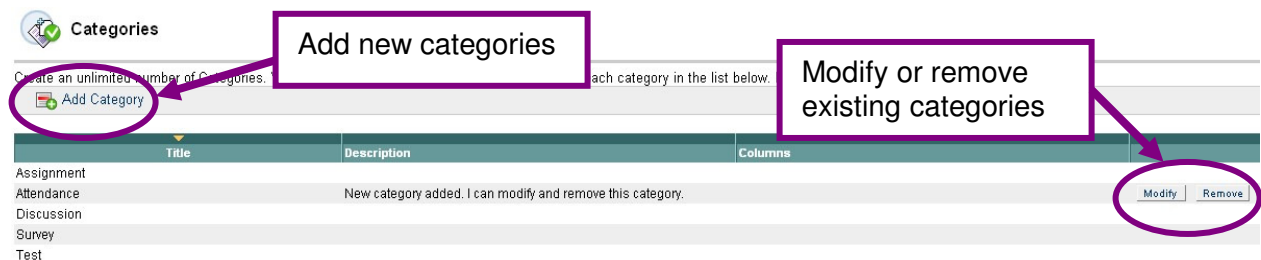 Categories
Add new categories
Create an unlimited number of Categories. ach category in the list below.
Modify or remove
existing categories
Add Category
Title Description Columns
Assignment
Attendance New category added. I can modify and remove this category. Modify Remove
Discussion
Survey
Test